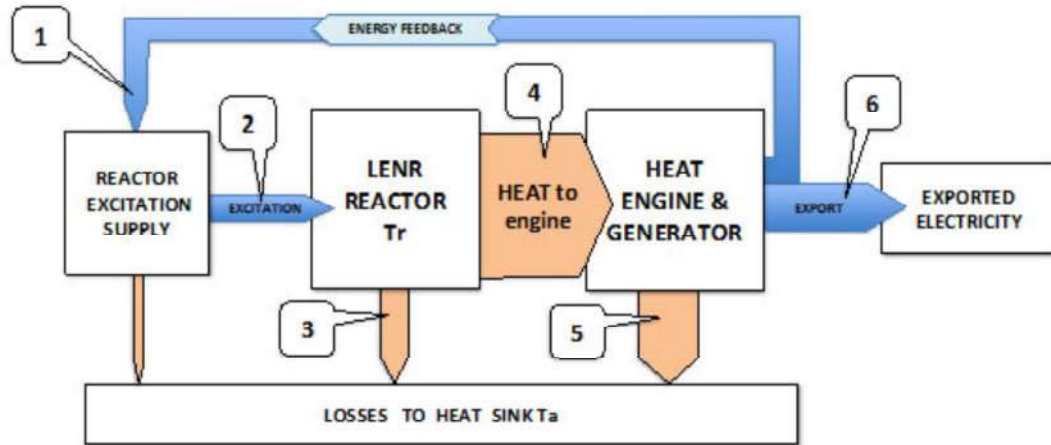 ENERGY FEEDBACK
1
2
4
6
REACTOR
EXCITATION
SUPPLY
EXCITATION
LENR
REACTOR
Tr
HEAT to
engine
HEAT
ENGINE &
GENERATOR
EXPORT
EXPORTED
ELECTRICITY
3
5
LOSSES TO HEAT SINK Ta